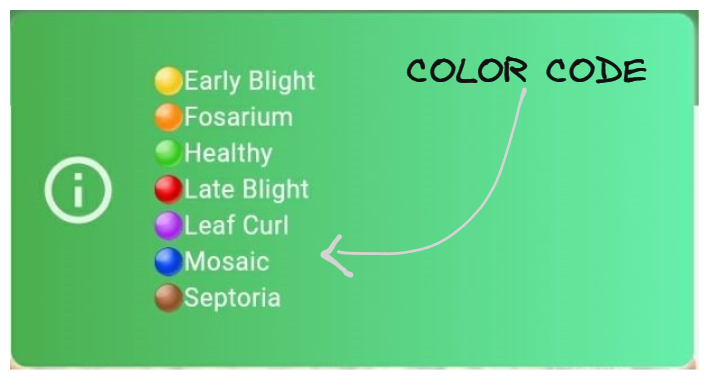 COLOR CODE
Early Blight
Fosarium
Healthy
Late Blight
Leaf Curl
Mosaic
Septoria